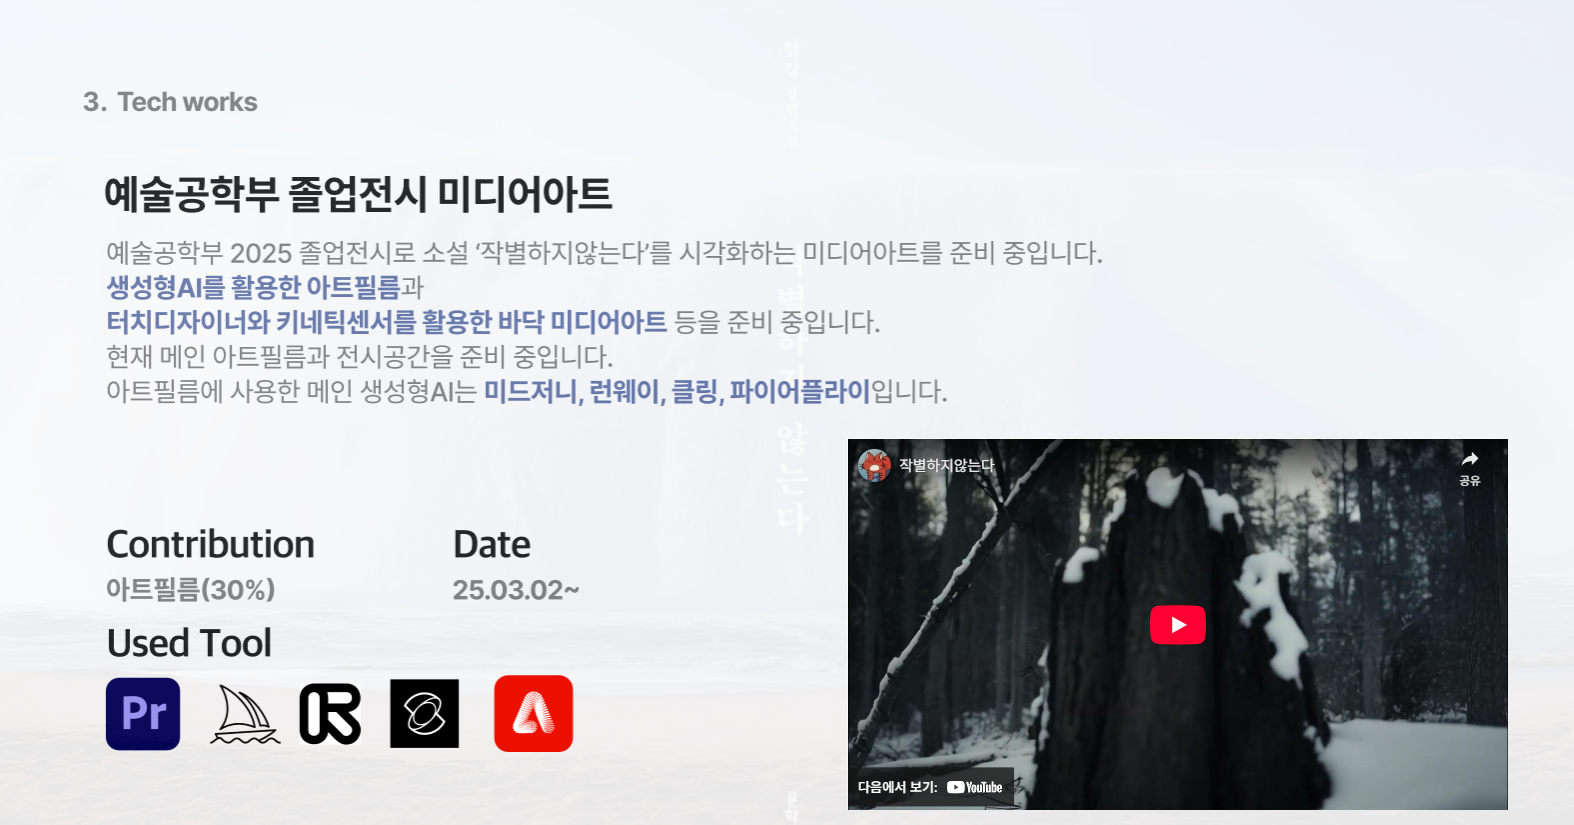 3. Tech works
예술공학부 졸업전시 미디어아트
예술공학부 2025 졸업전시로 소설 ‘작별하지않는다’를 시각화하는 미디어아트를 준비 중입니다.
생성형AI를 활용한 아트필름과
터치디자이너와 키네틱센서를 활용한 바닥 미디어아트 등을 준비 중입니다.
현재 메인 아트필름과 전시공간을 준비 중입니다.
아트필름에 사용한 메인 생성형AI는 미드저니, 런웨이, 클링, 파이어플라이입니다.
Contribution
아트필름(30%)
Date
25.03.02~
Used Tool
Pr
작별하지않는다
공유
다음에서 보기: YouTube
별하지않는다